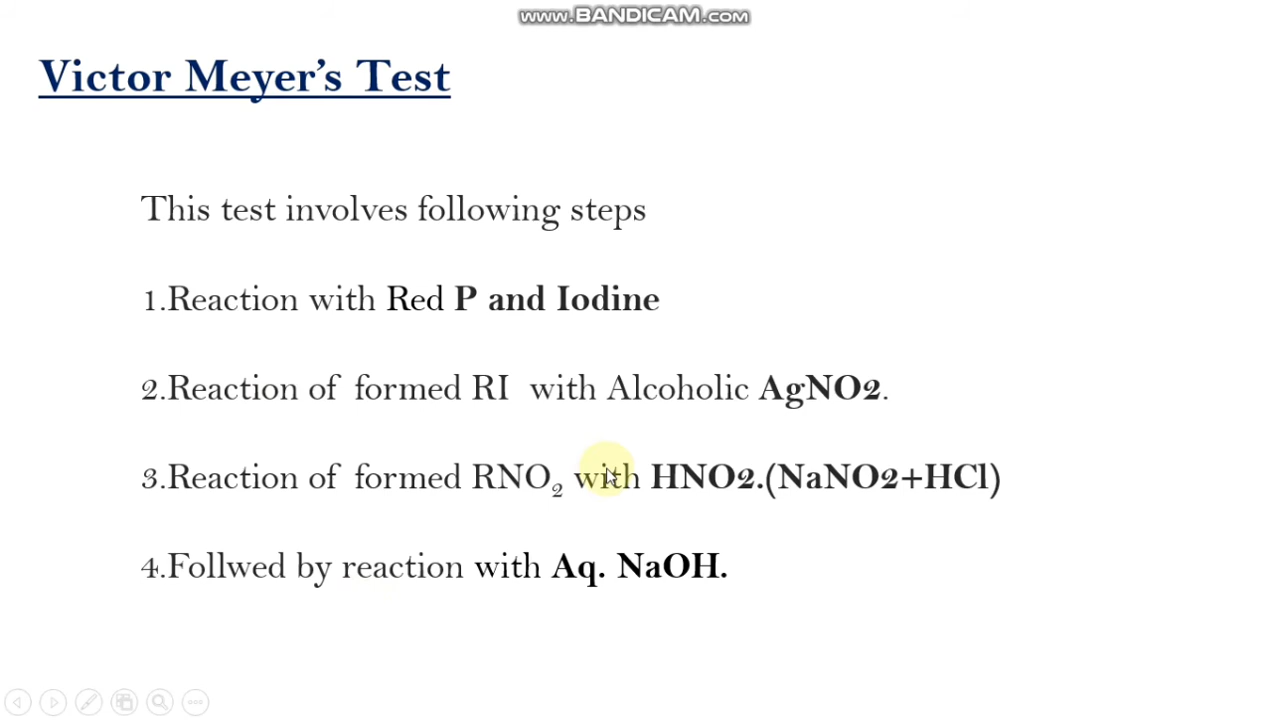 www.BANDICAM.com
Victor Meyer's Test
This test involves following steps
1.Reaction with Red P and Iodine
2.Reaction of formed RI with Alcoholic AgNO2.
3.Reaction of formed RNO₂ with HNO2.(NaNO2+HCl)
4.Follwed by reaction with Aq. NaOH.